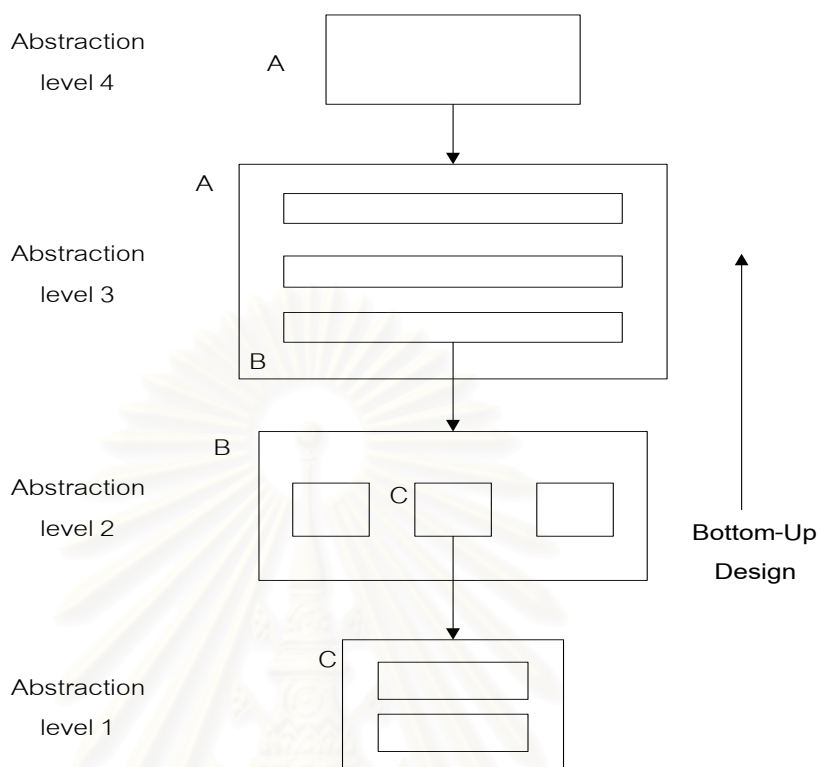 Abstraction
level 4
A
A
Abstraction
level 3
B
B
Abstraction
level 2
C
Bottom-Up
Design
C
Abstraction
level 1